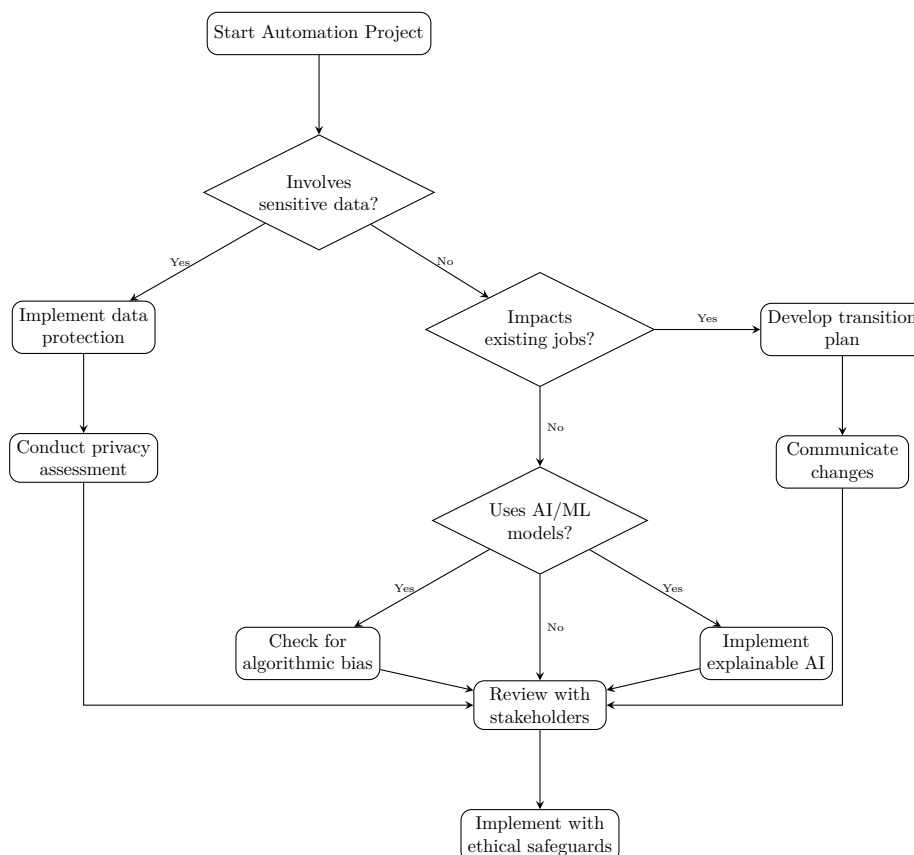 Start Automation Project
Involves
sensitive data?
Yes
No
Implement data
protection
Impacts
existing jobs?
Yes
Develop transition
plan
No
Conduct privacy
assessment
Communicate
changes
Uses AI/ML
models?
Yes
No
Yes
Check for
algorithmic bias
Implement
explainable AI
Review with
stakeholders
Implement with
ethical safeguards